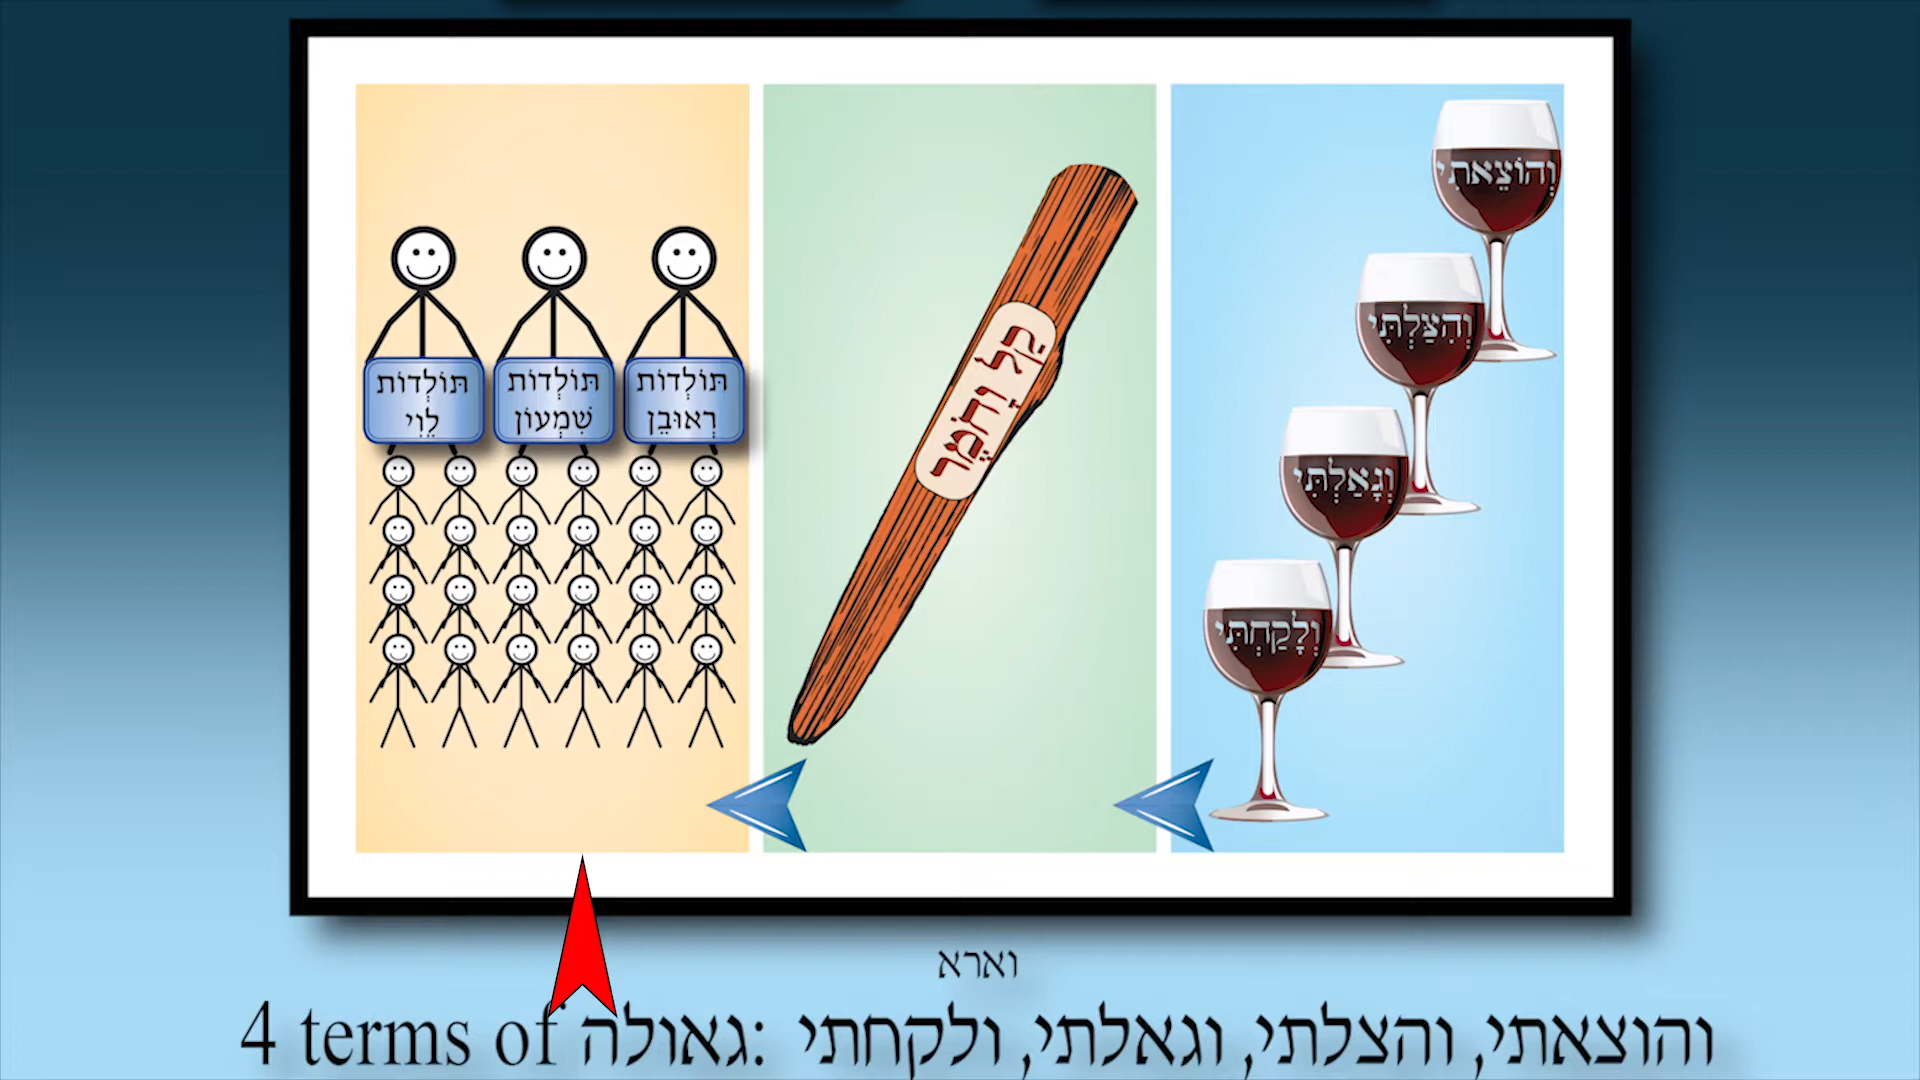 וְהוֹצֵאתִי
וְהִצַּלְתִּי
וְגָאַלְתִּי
וְלָקַחְתִּי
קַל וָחֹמֶר
תּוֹלְדוֹת
רְאוּבֵן
תּוֹלְדוֹת
שִׁמְעוֹן
תּוֹלְדוֹת
לֵוִי
וארא
4 terms of גאולה: והוצאתי, והצלתי, וגאלתי, ולקחתי